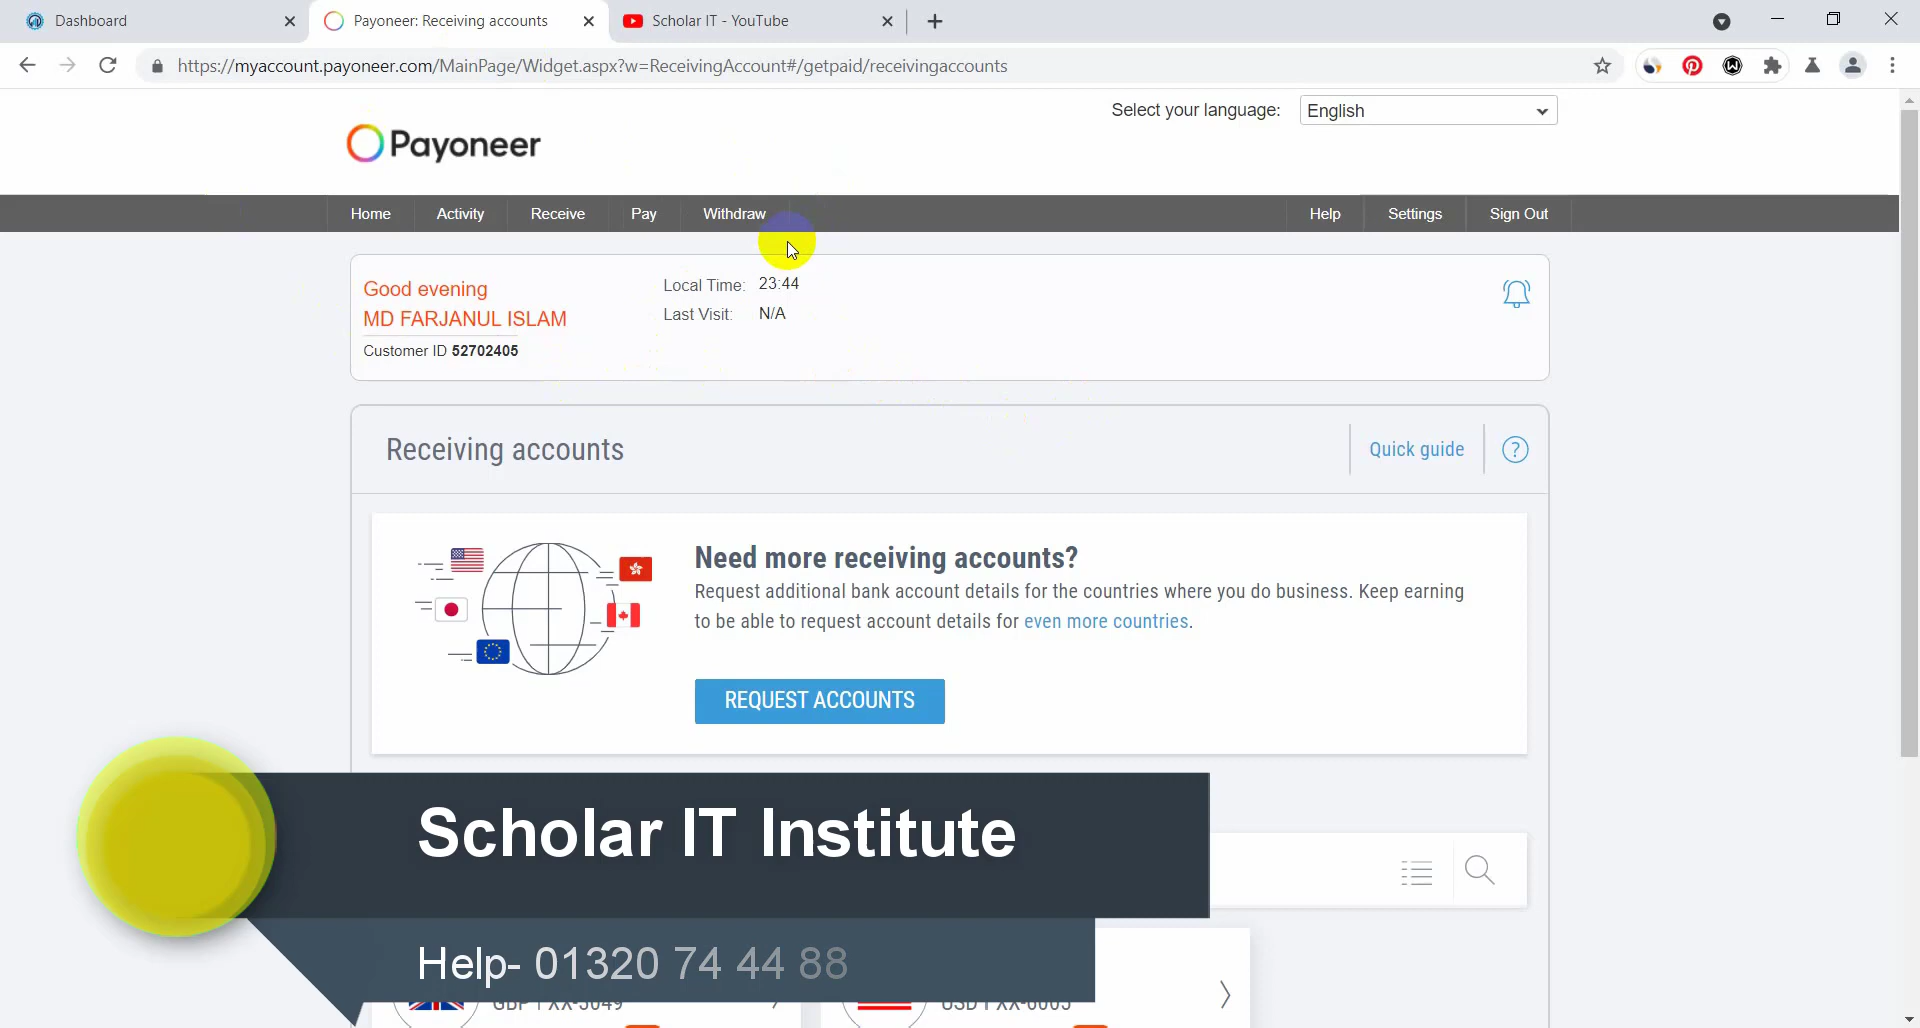 Dashboard
Payoneer: Receiving accounts
Scholar IT - YouTube
https://myaccount.payoneer.com/MainPage/Widget.aspx?w=ReceivingAccount#/getpaid/receivingaccounts
Select your language: English
Payoneer
Home Activity Receive Pay Withdraw Help Settings Sign Out
Good evening
MD FARJANUL ISLAM
Customer ID 52702405
Local Time: 23:44
Last Visit: N/A
Receiving accounts
Quick guide
?
Need more receiving accounts?
Request additional bank account details for the countries where you do business. Keep earning
to be able to request account details for even more countries.
REQUEST ACCOUNTS
Scholar IT Institute
Help- 01320 74 44 88